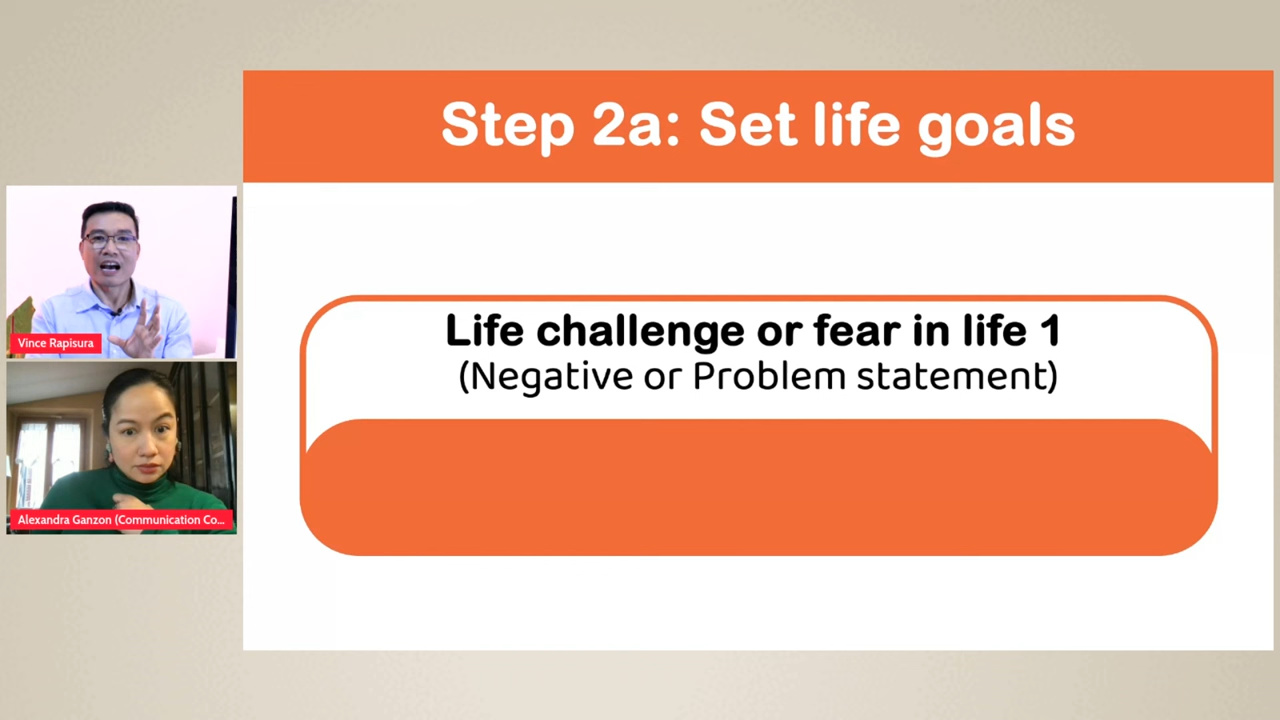 Step 2a: Set life goals
Vince Rapisura
Life challenge or fear in life 1
(Negative or Problem statement)
Alexandra Ganzon (Communication Co...